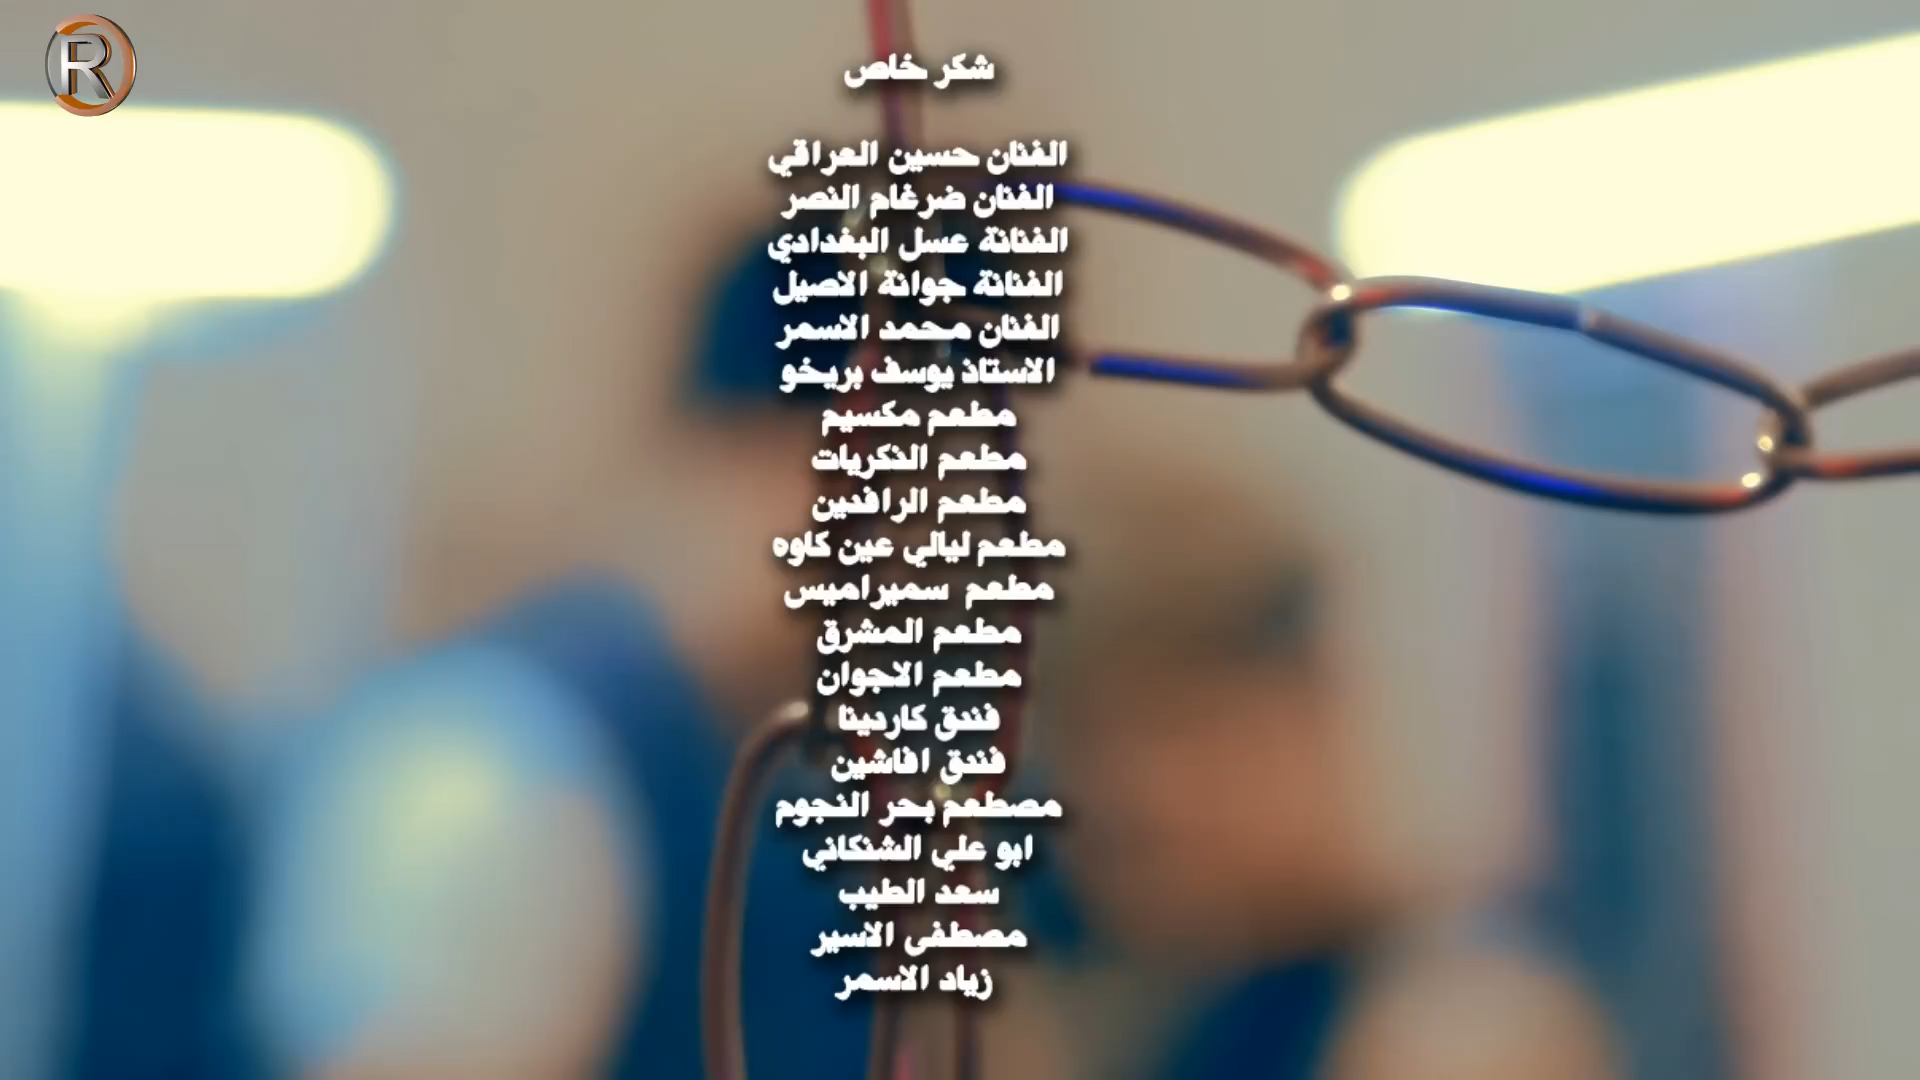 R
شكر خاص
الفنان حسين العراقي
الفنان ضرغام النصر
الفنانة عسل البغدادي
الفنانة جوانة الاصيل
الفنان محمد الاسمر
الاستاذ يوسف بريخو
مطعم مكسيم
مطعم الذكريات
مطعم الرافدين
مطعم ليالي عين كاوه
مطعم سميراميس
مطعم المشرق
مطعم الاجوان
فندق كاردينا
فندق افاشين
مصطعم بحر النجوم
ابو علي الشنكاني
سعد الطيب
مصطفى الاسير
زياد الاسمر